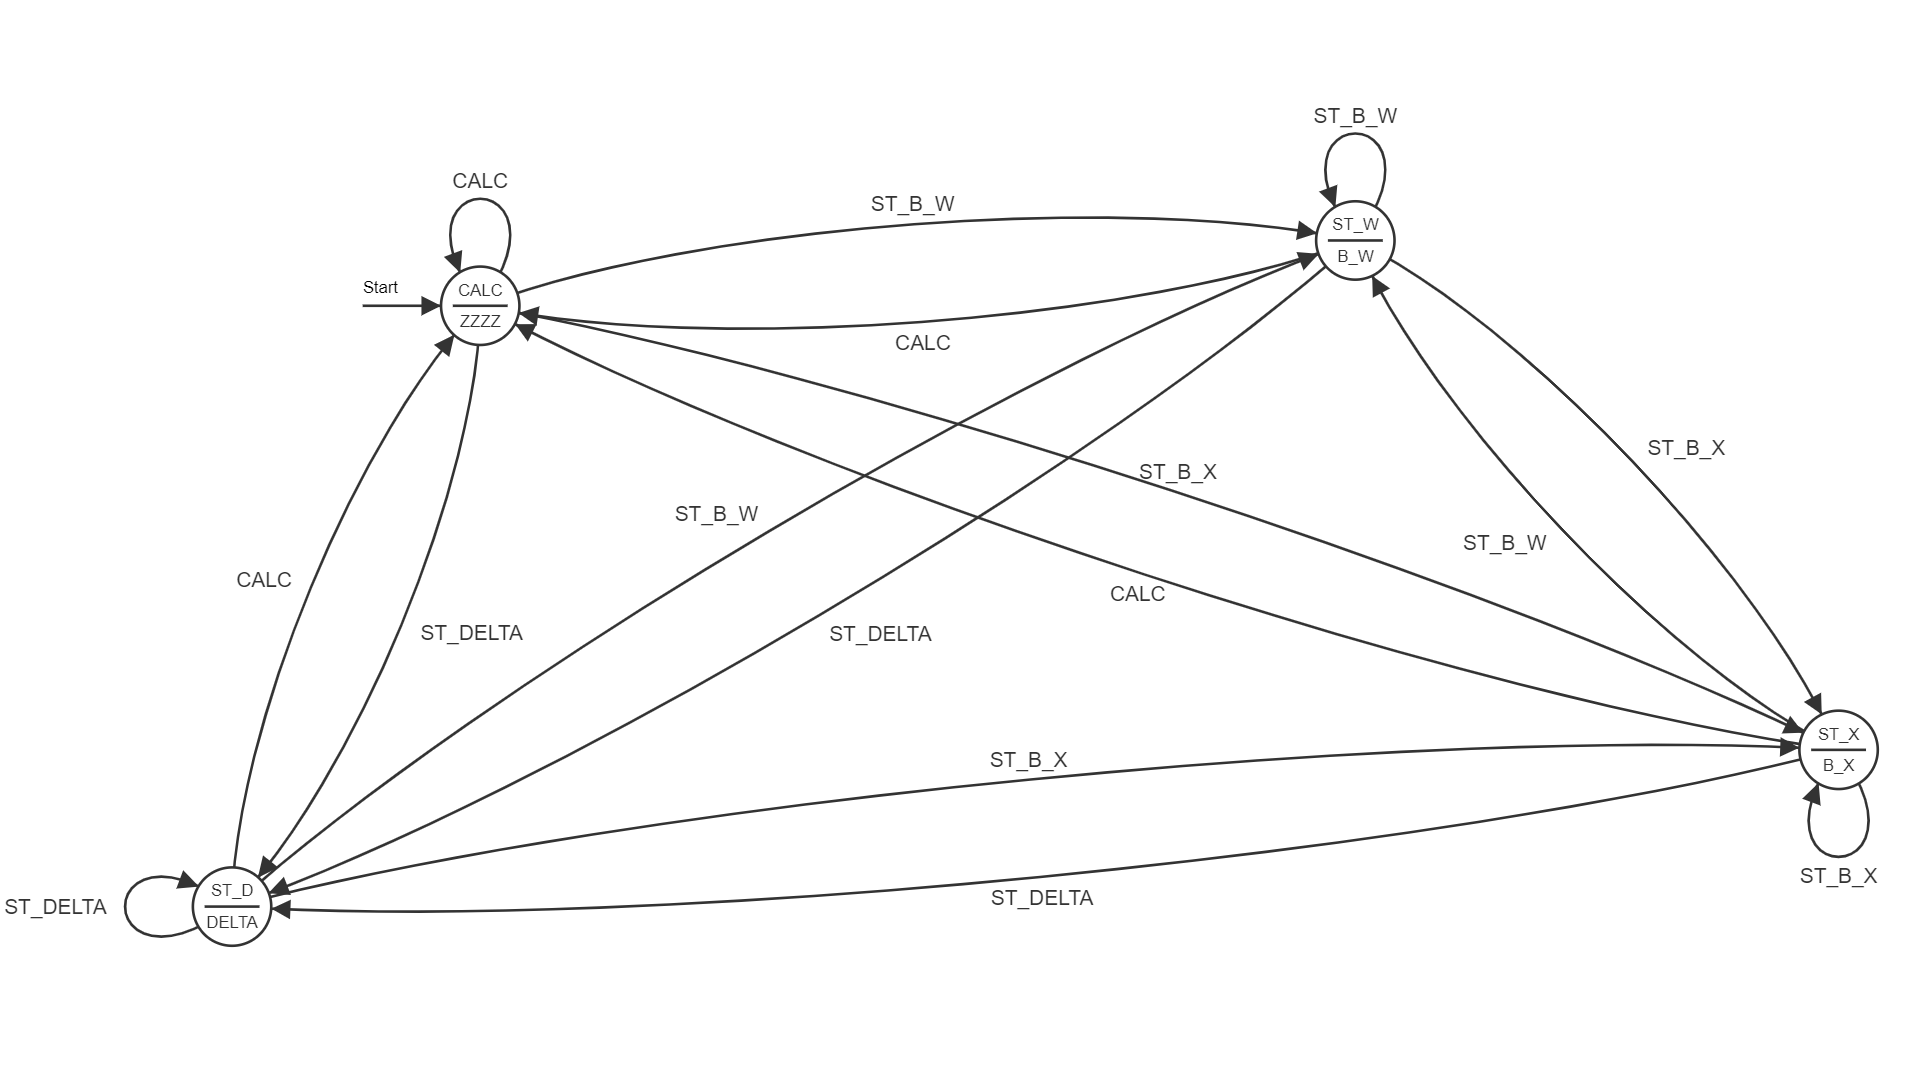 ST_B_W
CALC
ST_B_W
ST_W
B_W
Start
CALC
ZZZZ
CALC
ST_B_X
ST_B_X
ST_B_W
ST_B_W
CALC
CALC
ST_DELTA
ST_DELTA
ST_X
B_X
ST_B_X
ST_B_X
ST_D
DELTA
ST_DELTA
ST_DELTA